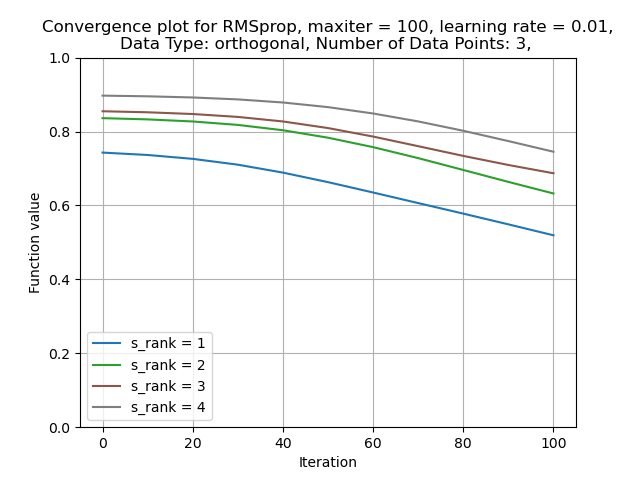 Convergence plot for RMSprop, maxiter = 100, learning rate = 0.01,
Data Type: orthogonal, Number of Data Points: 3,
1.0
0.8
0.6
0.4
0.2
0.0
Function value
s_rank = 1
s_rank = 2
s_rank = 3
s_rank = 4
0 20 40 60 80 100
Iteration